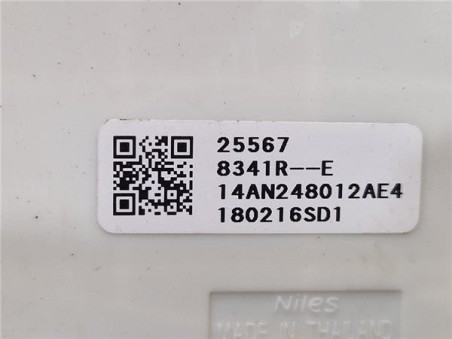 25567
8341R--E
14AN248012AE4
180216SD1
Niles
MADE IN THAILAND